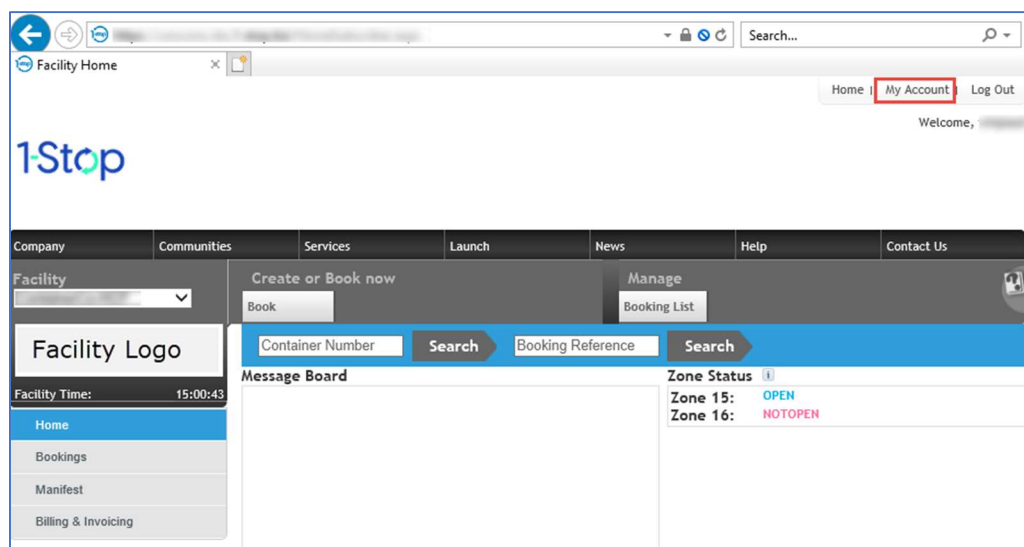 Search...
Facility Home
Home | My Account | Log Out
Welcome,
1-Stop
Company Communities Services Launch News Help Contact Us
Facility
Create or Book now
Manage
Book
Booking List
Facility Logo
Container Number Search Booking Reference Search
Message Board
Zone Status
Facility Time: 15:00:43
Zone 15: OPEN
Zone 16: NOTOPEN
Home
Bookings
Manifest
Billing & Invoicing